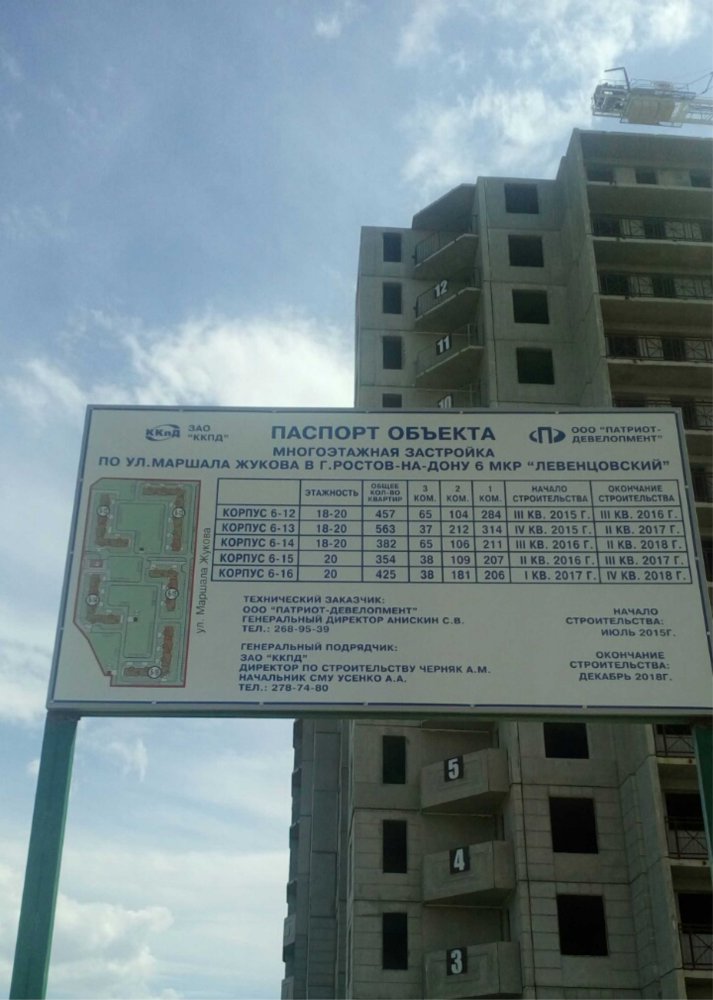 12
11
10
ККПД
ЗАО
"ККПД"
ПАСПОРТ ОБЪЕКТА
ООО "ПАТРИОТ-
ДЕВЕЛОПМЕНТ"
МНОГОЭТАЖНАЯ ЗАСТРОЙКА
ПО УЛ.МАРШАЛА ЖУКОВА В Г.РОСТОВ-НА-ДОНУ 6 МКР "ЛЕВЕНЦОВСКИЙ"
ЭТАЖНОСТЬ ОБЩЕЕ КОЛ-ВО КВАРТИР 3 КОМ. 2 КОМ. 1 КОМ. НАЧАЛО СТРОИТЕЛЬСТВА ОКОНЧАНИЕ СТРОИТЕЛЬСТВА
КОРПУС 6-12 18-20 457 65 104 284 III КВ. 2015 Г. III КВ. 2016 Г.
КОРПУС 6-13 18-20 563 37 212 314 IV КВ. 2015 Г. II КВ. 2017 Г.
КОРПУС 6-14 18-20 382 65 106 211 III КВ. 2016 Г. II КВ. 2018 Г.
КОРПУС 6-15 20 354 38 109 207 II КВ. 2016 Г. III КВ. 2017 Г.
КОРПУС 6-16 20 425 38 181 206 I КВ. 2017 Г. IV КВ. 2018 Г.
ул. Маршала Жукова
ТЕХНИЧЕСКИЙ ЗАКАЗЧИК:
ООО "ПАТРИОТ-ДЕВЕЛОПМЕНТ"
ГЕНЕРАЛЬНЫЙ ДИРЕКТОР АНИСКИН С.В.
ТЕЛ.: 268-95-39
НАЧАЛО
СТРОИТЕЛЬСТВА:
ИЮЛЬ 2015Г.
ГЕНЕРАЛЬНЫЙ ПОДРЯДЧИК:
ЗАО "ККПД"
ДИРЕКТОР ПО СТРОИТЕЛЬСТВУ ЧЕРНЯК А.М.
НАЧАЛЬНИК СМУ УСЕНКО А.А.
ТЕЛ.: 278-74-80
ОКОНЧАНИЕ
СТРОИТЕЛЬСТВА:
ДЕКАБРЬ 2018Г.
5
4
3